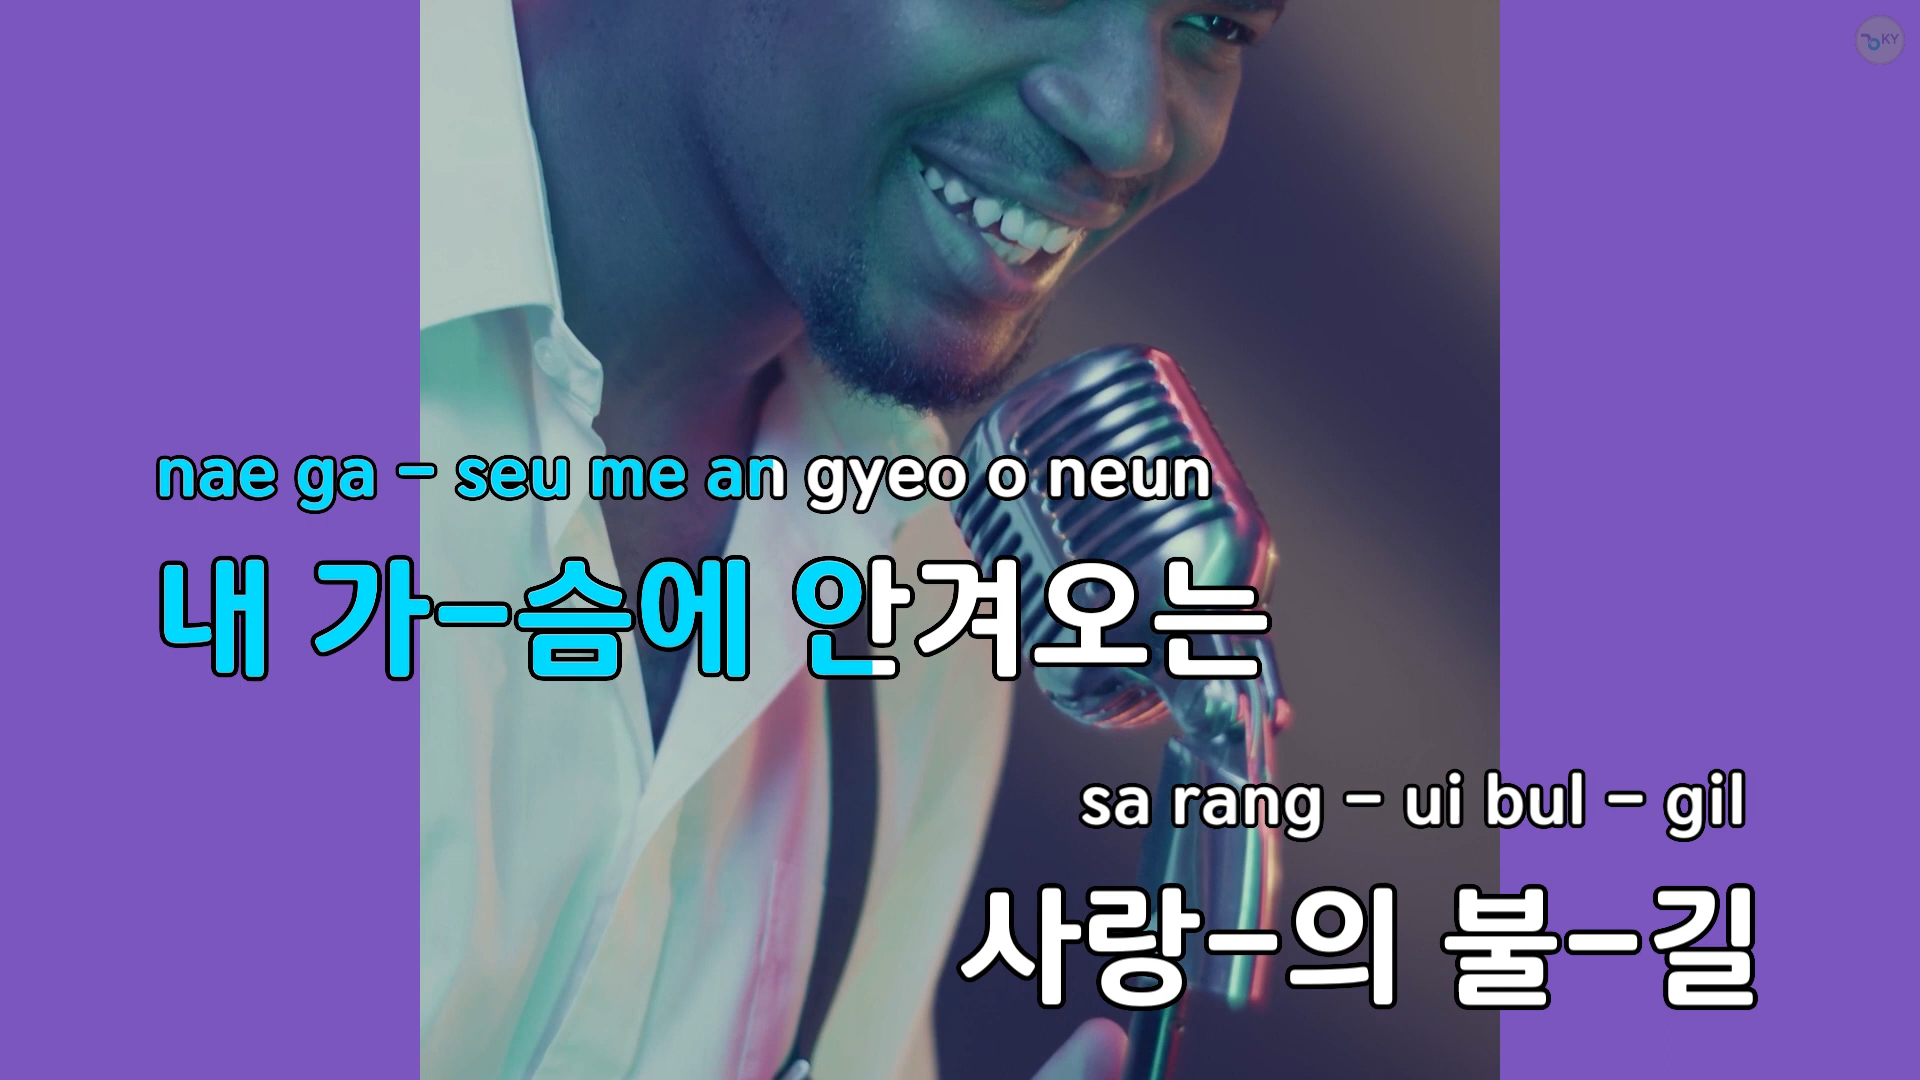 KY
nae ga – seu me an gyeo o neun
내 가-슴에 안겨오는
sa rang – ui bul – gil
사랑-의 불-길